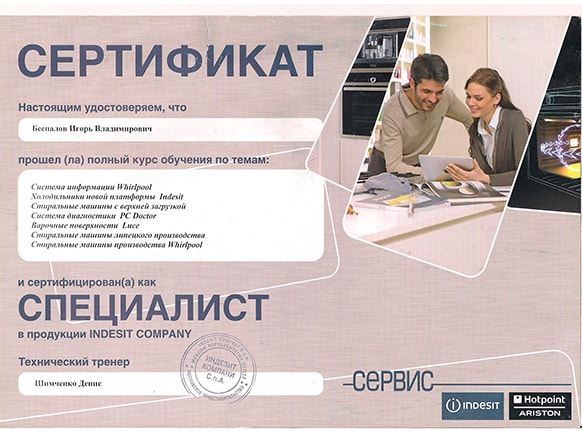 СЕРТИФИКАТ
Настоящим удостоверяем, что
Беспалов Игорь Владимирович
прошел (ла) полный курс обучения по темам:
Система информации Whirlpool
Холодильники новой платформы Indesit
Стиральные машины с верхней загрузкой
Система диагностики PC Doctor
Варочные поверхности Luce
Стиральные машины липецкого производства
Стиральные машины производства Whirlpool
и сертифицирован(а) как
СПЕЦИАЛИСТ
в продукции INDESIT COMPANY
Технический тренер
ИНДЕЗИТ
КОМПАНИ
С.п.А.
Шимченко Денис
СЕРВИС
INDESIT
Hotpoint
ARISTON